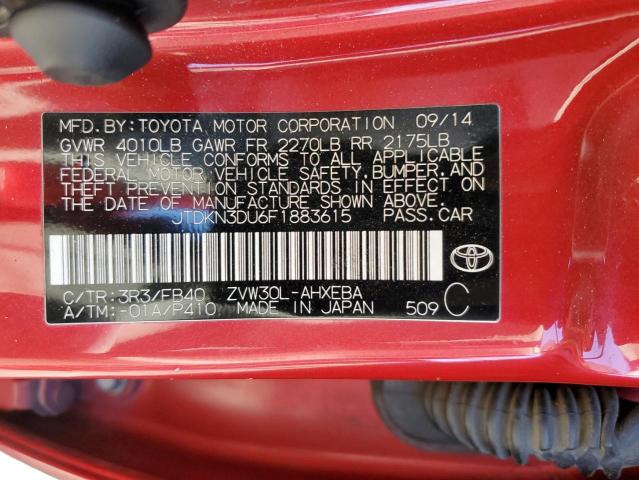 MFD. BY: TOYOTA MOTOR CORPORATION 09/14
GVWR 4010LB GAWR FR 2270LB RR 2175LB
THIS VEHICLE CONFORMS TO ALL APPLICABLE
FEDERAL MOTOR VEHICLE SAFETY, BUMPER, AND
THEFT PREVENTION STANDARDS IN EFFECT ON
THE DATE OF MANUFACTURE SHOWN ABOVE.
JTDKN3DU6F1883615 PASS. CAR
C/TR: 3R3/FB40 ZVW30L-AHXEBA
A/TM: -01A/P410 MADE IN JAPAN 509 C